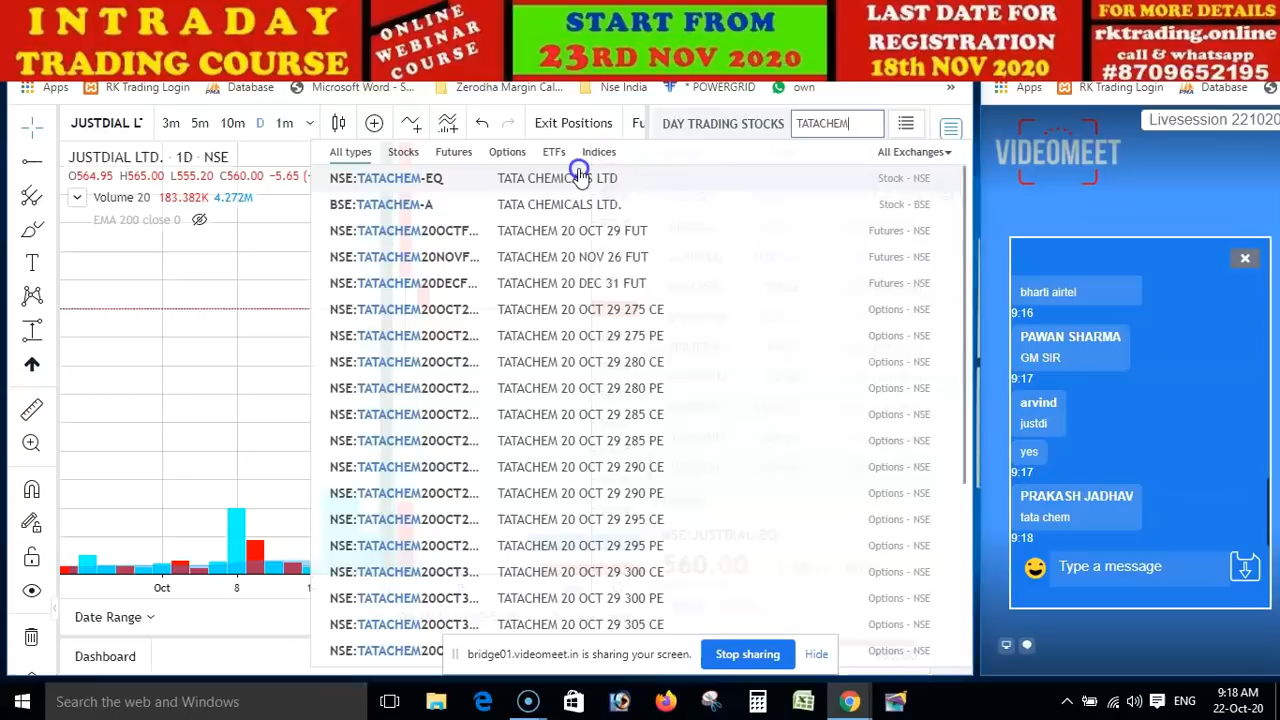 INTRADAY
TRADING COURSE
ONLINE
WEBINAR
COURSE
START FROM
23RD NOV 2020
LAST DATE FOR
REGISTRATION
18th NOV 2020
FOR MORE DETAILS
rktrading.online
call & whatsapp
#8709652195
Apps RK Trading Login Database Microsoft Word - S... Zerodha Margin Cal... Nse India * POWERGRID own »
Apps RK Trading Login Database
JUSTDIAL 3m 5m 10m D 1m Exit Positions DAY TRADING STOCKS TATACHEM
Livesession 221020
VIDEOMEET
JUSTDIAL LTD. · 1D · NSE
O564.95 H565.00 L555.20 C560.00 -5.65
Volume 20 183.382K 4.272M
EMA 200 close 0
All types Stocks Futures Options ETFs Indices All Exchanges
NSE:TATACHEM-EQ TATA CHEMICALS LTD Stock - NSE
BSE:TATACHEM-A TATA CHEMICALS LTD. Stock - BSE
NSE:TATACHEM20OCTF... TATACHEM 20 OCT 29 FUT Futures - NSE
NSE:TATACHEM20NOVF... TATACHEM 20 NOV 26 FUT Futures - NSE
NSE:TATACHEM20DECF... TATACHEM 20 DEC 31 FUT Futures - NSE
NSE:TATACHEM20OCT2... TATACHEM 20 OCT 29 275 CE Options - NSE
NSE:TATACHEM20OCT2... TATACHEM 20 OCT 29 275 PE Options - NSE
NSE:TATACHEM20OCT2... TATACHEM 20 OCT 29 280 CE Options - NSE
NSE:TATACHEM20OCT2... TATACHEM 20 OCT 29 280 PE Options - NSE
NSE:TATACHEM20OCT2... TATACHEM 20 OCT 29 285 CE Options - NSE
NSE:TATACHEM20OCT2... TATACHEM 20 OCT 29 285 PE Options - NSE
NSE:TATACHEM20OCT2... TATACHEM 20 OCT 29 290 CE Options - NSE
NSE:TATACHEM20OCT2... TATACHEM 20 OCT 29 290 PE Options - NSE
NSE:TATACHEM20OCT2... TATACHEM 20 OCT 29 295 CE Options - NSE
NSE:TATACHEM20OCT2... TATACHEM 20 OCT 29 295 PE Options - NSE
NSE:TATACHEM20OCT3... TATACHEM 20 OCT 29 300 CE Options - NSE
NSE:TATACHEM20OCT3... TATACHEM 20 OCT 29 300 PE Options - NSE
NSE:TATACHEM20OCT3... TATACHEM 20 OCT 29 305 CE Options - NSE
NSE:TATACHEM20 Options - NSE
Oct 8
Date Range
Dashboard
bridge01.videomeet.in is sharing your screen. Stop sharing Hide
bharti airtel
9:16
PAWAN SHARMA
GM SIR
9:17
arvind
justdi
yes
9:17
PRAKASH JADHAV
tata chem
9:18
Type a message
Search the web and Windows
ENG
9:18 AM
22-Oct-20